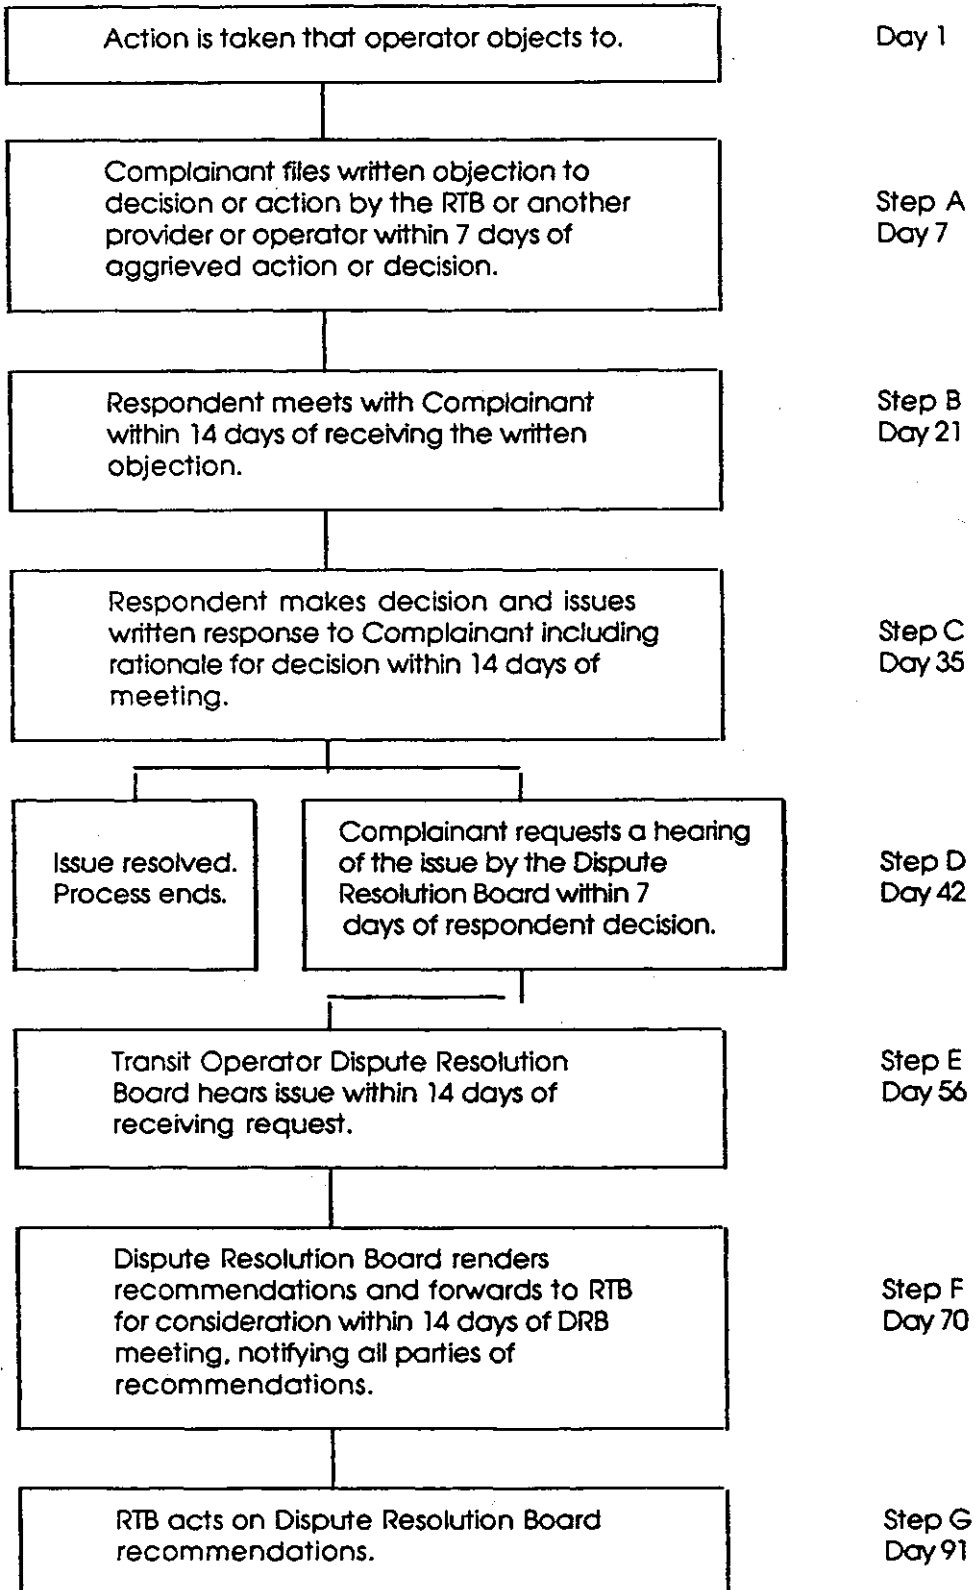 Action is taken that operator objects to.
Day 1
Complainant files written objection to
decision or action by the RTB or another
provider or operator within 7 days of
aggrieved action or decision.
Step A
Day 7
Respondent meets with Complainant
within 14 days of receiving the written
objection.
Step B
Day 21
Respondent makes decision and issues
written response to Complainant including
rationale for decision within 14 days of
meeting.
Step C
Day 35
Issue resolved.
Process ends.
Complainant requests a hearing
of the issue by the Dispute
Resolution Board within 7
days of respondent decision.
Step D
Day 42
Transit Operator Dispute Resolution
Board hears issue within 14 days of
receiving request.
Step E
Day 56
Dispute Resolution Board renders
recommendations and forwards to RTB
for consideration within 14 days of DRB
meeting, notifying all parties of
recommendations.
Step F
Day 70
RTB acts on Dispute Resolution Board
recommendations.
Step G
Day 91